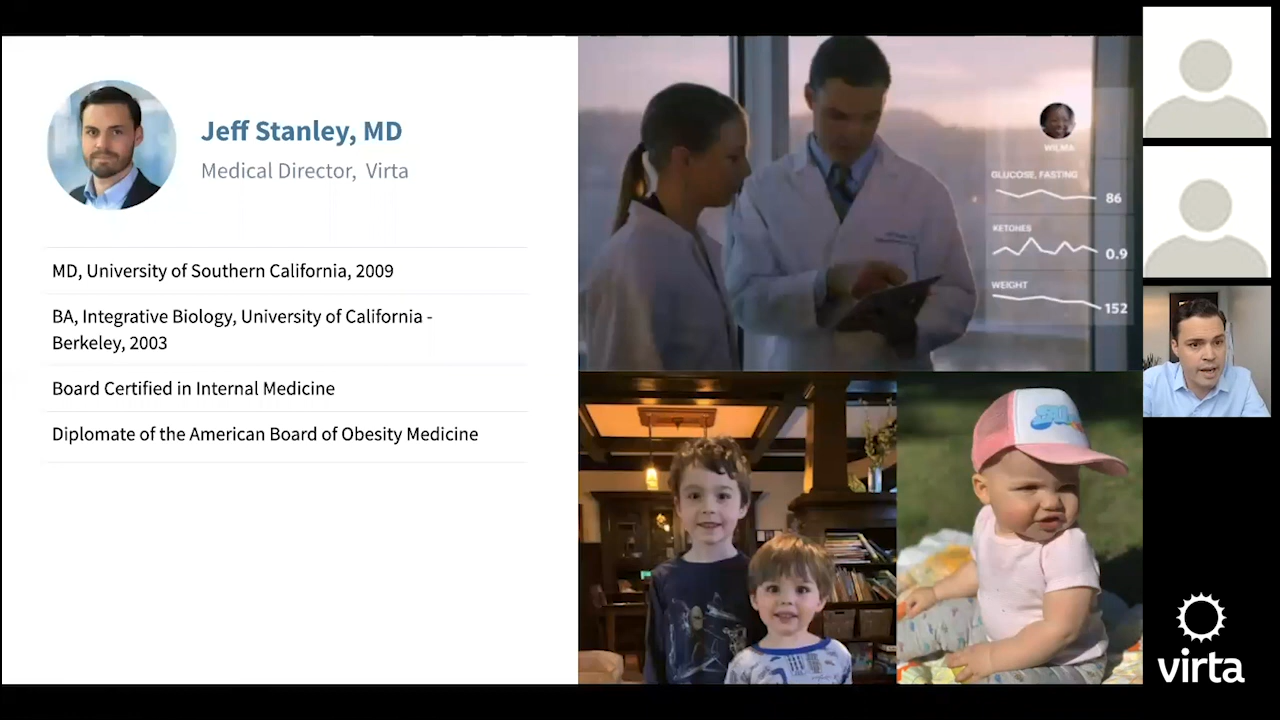 Jeff Stanley, MD
Medical Director, Virta
MD, University of Southern California, 2009
BA, Integrative Biology, University of California -
Berkeley, 2003
Board Certified in Internal Medicine
Diplomate of the American Board of Obesity Medicine
WILMA
GLUCOSE, FASTING
86
KETONES
0.9
WEIGHT
152
virta